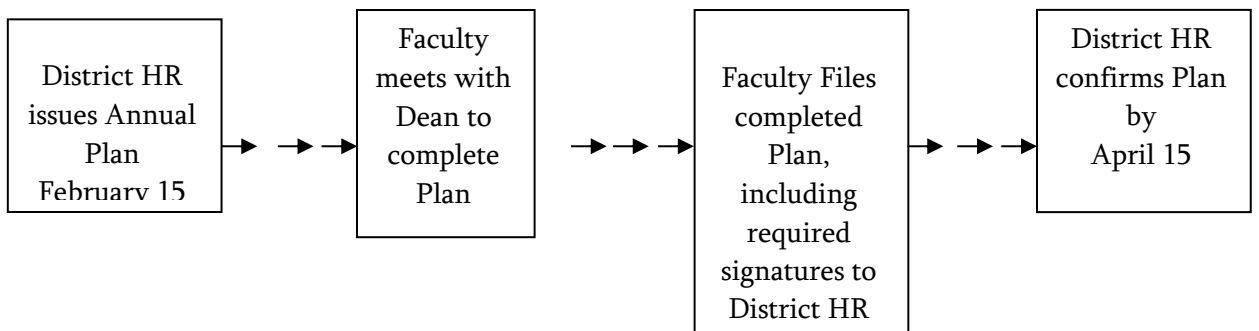 District HR
issues Annual
Plan
February 15
Faculty
meets with
Dean to
complete
Plan
Faculty Files
completed
Plan,
including
required
signatures to
District HR
District HR
confirms Plan
by
April 15